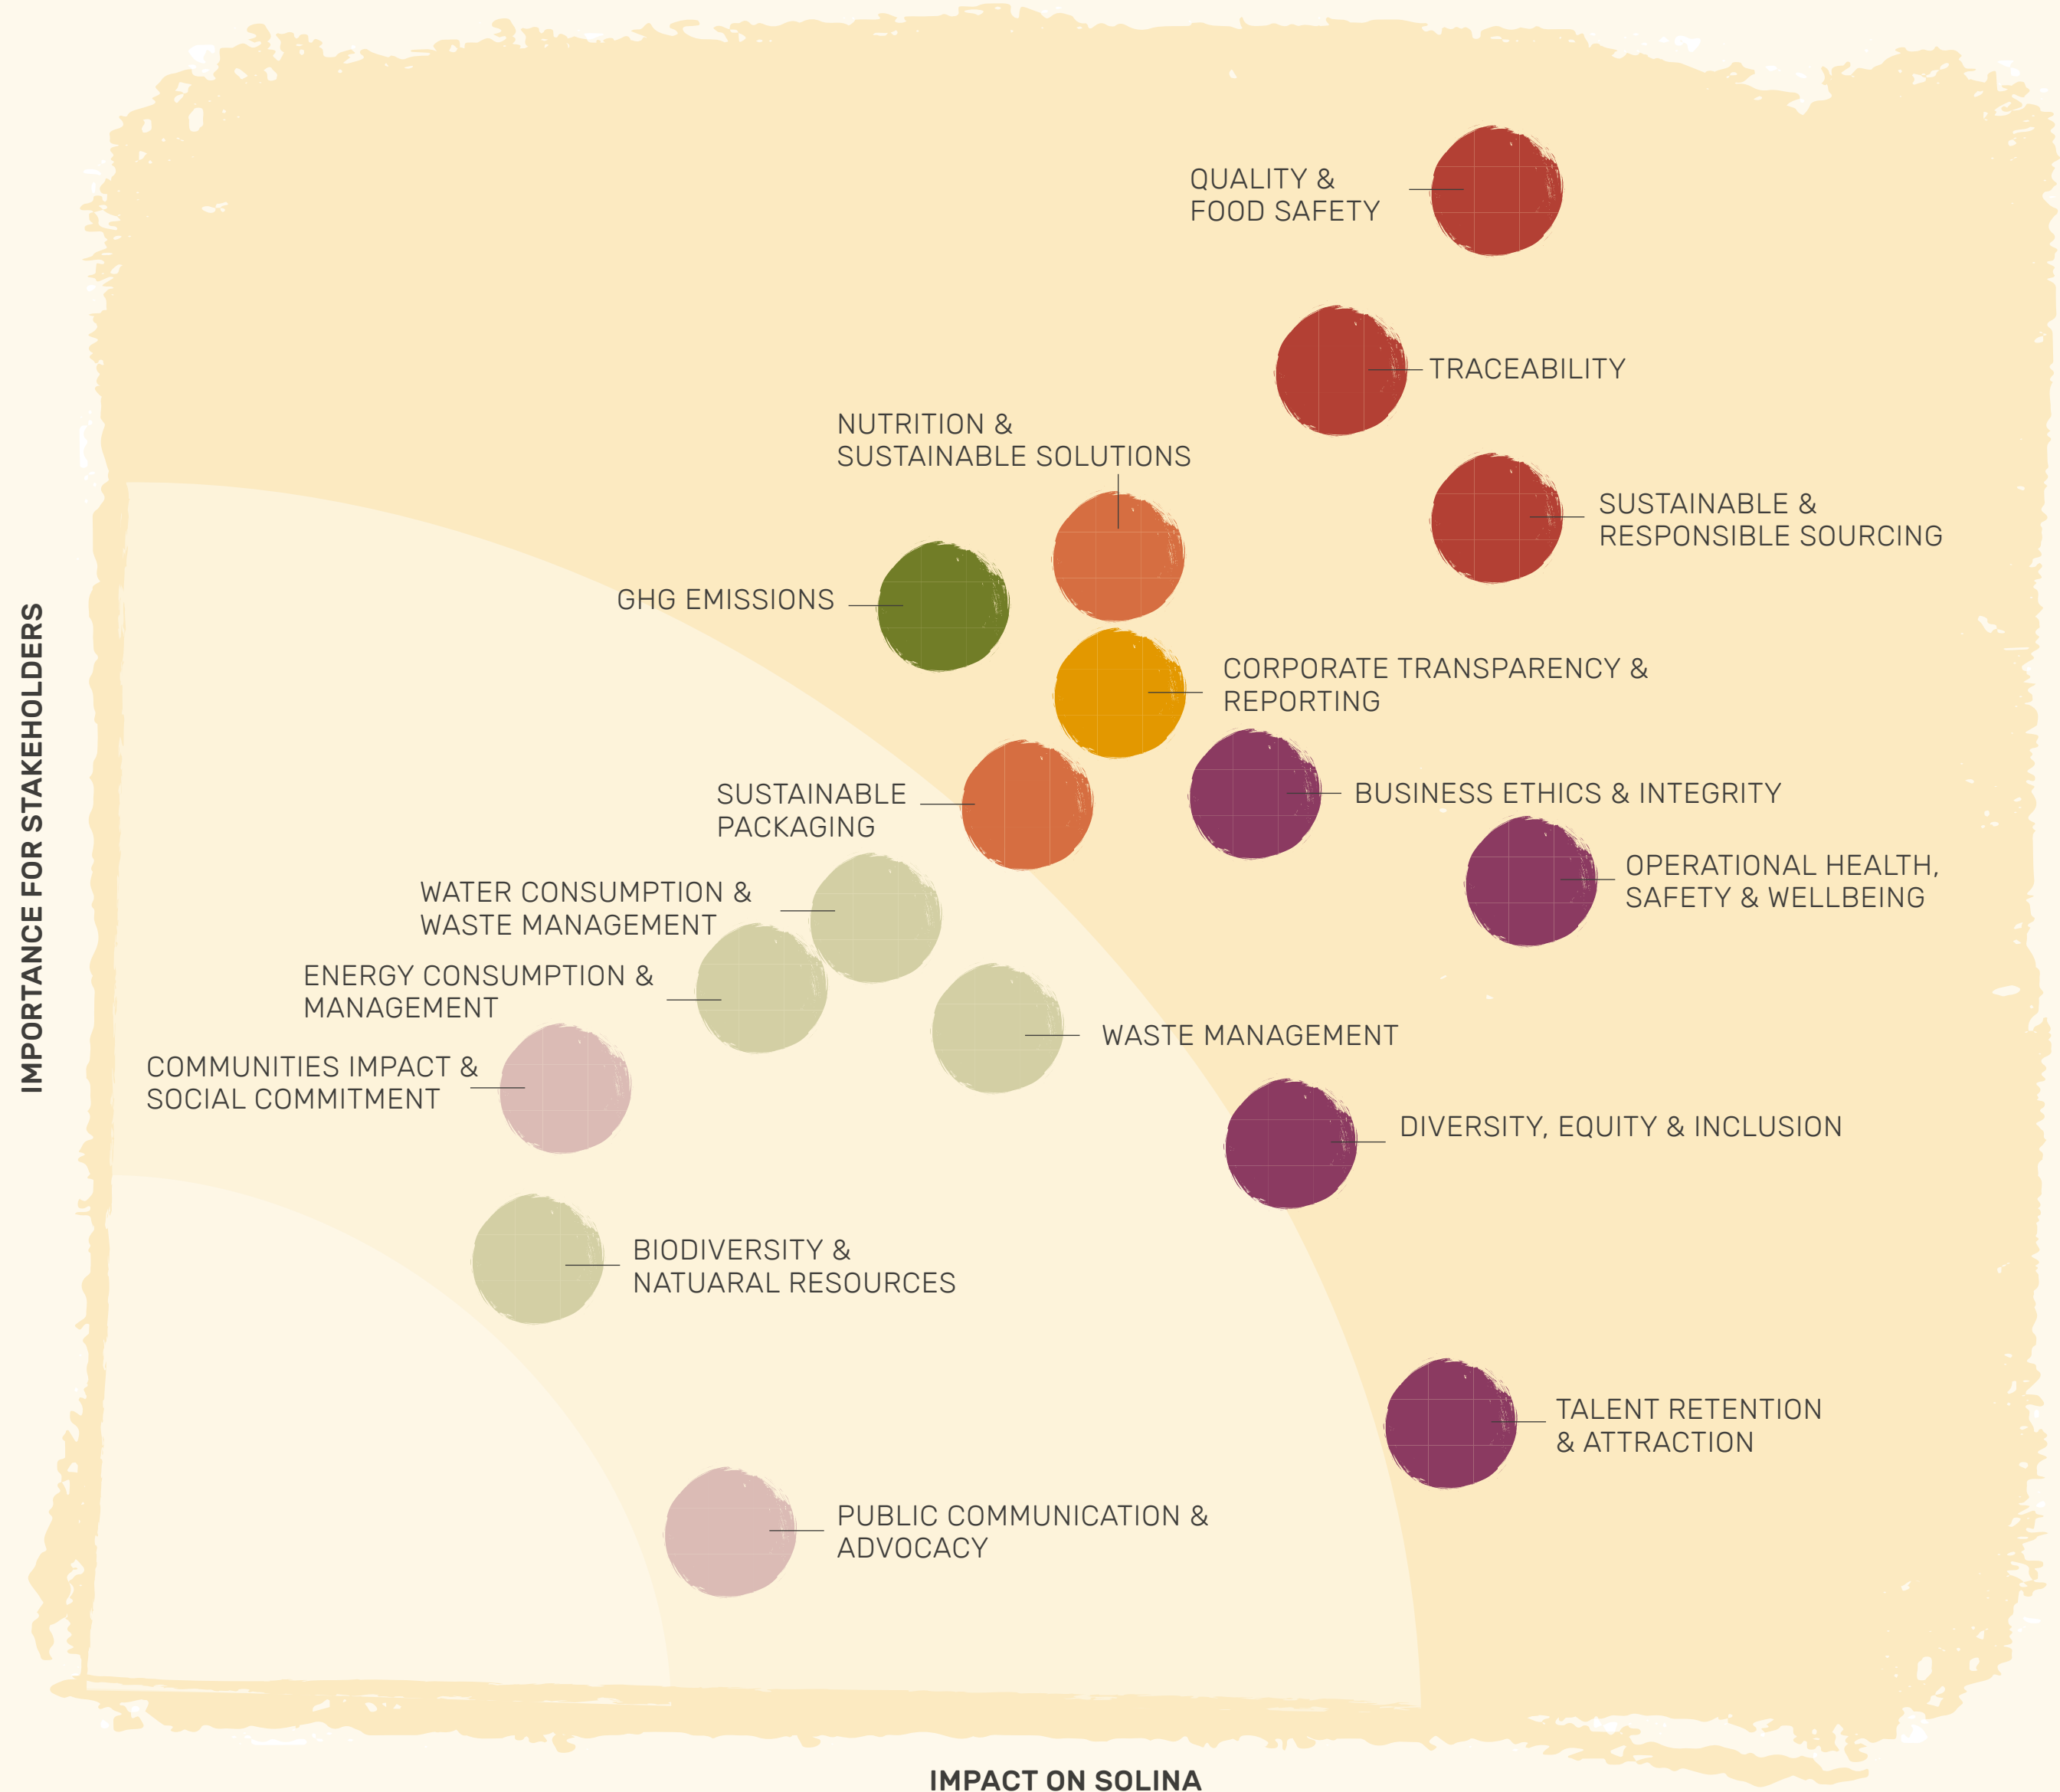 QUALITY &
FOOD SAFETY
TRACEABILITY
NUTRITION &
SUSTAINABLE SOLUTIONS
SUSTAINABLE &
RESPONSIBLE SOURCING
GHG EMISSIONS
CORPORATE TRANSPARENCY &
REPORTING
SUSTAINABLE
PACKAGING
BUSINESS ETHICS & INTEGRITY
OPERATIONAL HEALTH,
SAFETY & WELLBEING
WATER CONSUMPTION &
WASTE MANAGEMENT
ENERGY CONSUMPTION &
MANAGEMENT
WASTE MANAGEMENT
COMMUNITIES IMPACT &
SOCIAL COMMITMENT
DIVERSITY, EQUITY & INCLUSION
BIODIVERSITY &
NATUARAL RESOURCES
TALENT RETENTION
& ATTRACTION
PUBLIC COMMUNICATION &
ADVOCACY
IMPORTANCE FOR STAKEHOLDERS
IMPACT ON SOLINA